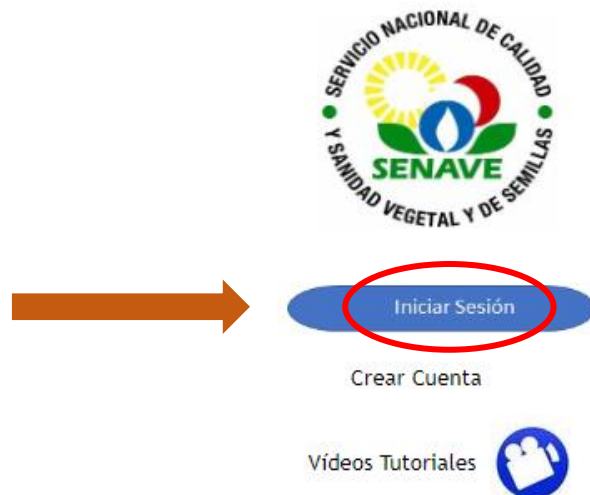 SERVICIO NACIONAL DE CALIDAD
Y SANIDAD VEGETAL Y DE SEMILLAS
SENAVE
Iniciar Sesión
Crear Cuenta
Vídeos Tutoriales